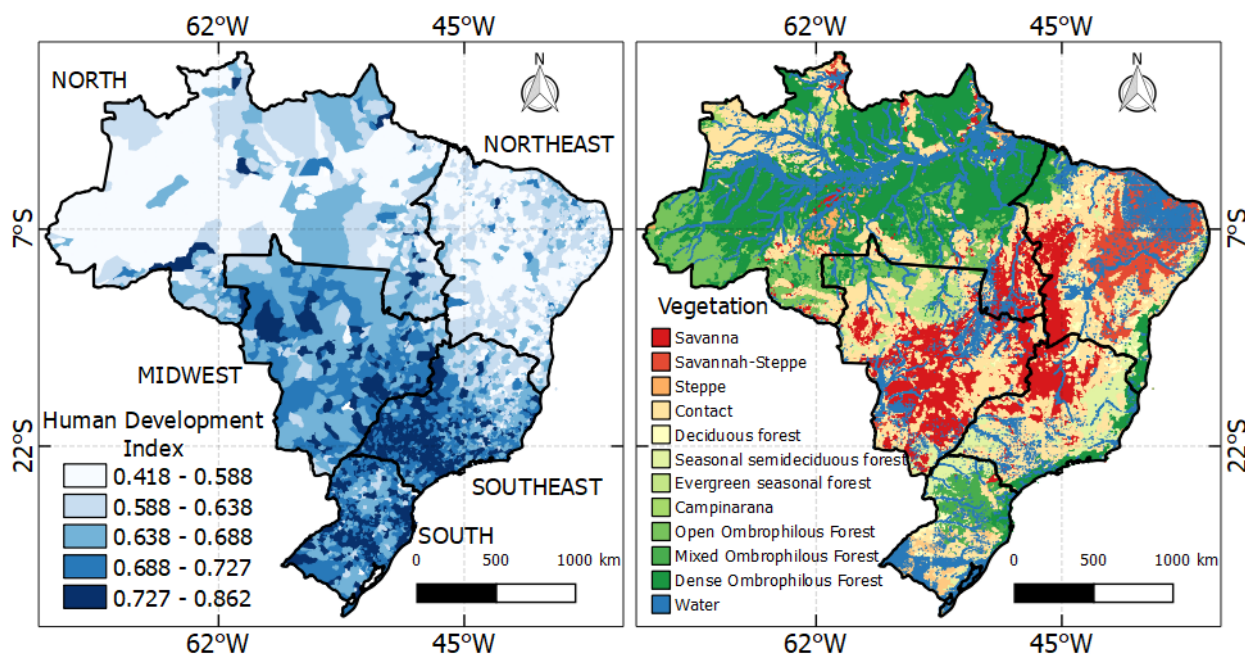 62°W 45°W
N
NORTH
NORTHEAST
7°S
MIDWEST
Human Development
Index
0.418 - 0.588
0.588 - 0.638
0.638 - 0.688
0.688 - 0.727
0.727 - 0.862
22°S
SOUTHEAST
SOUTH
0 500 1000 km
62°W 45°W
62°W 45°W
N
7°S
Vegetation
Savanna
Savannah-Steppe
Steppe
Contact
Deciduous forest
Seasonal semideciduous forest
Evergreen seasonal forest
Campinarana
Open Ombrophilous Forest
Mixed Ombrophilous Forest
Dense Ombrophilous Forest
Water
22°S
0 500 1000 km
62°W 45°W